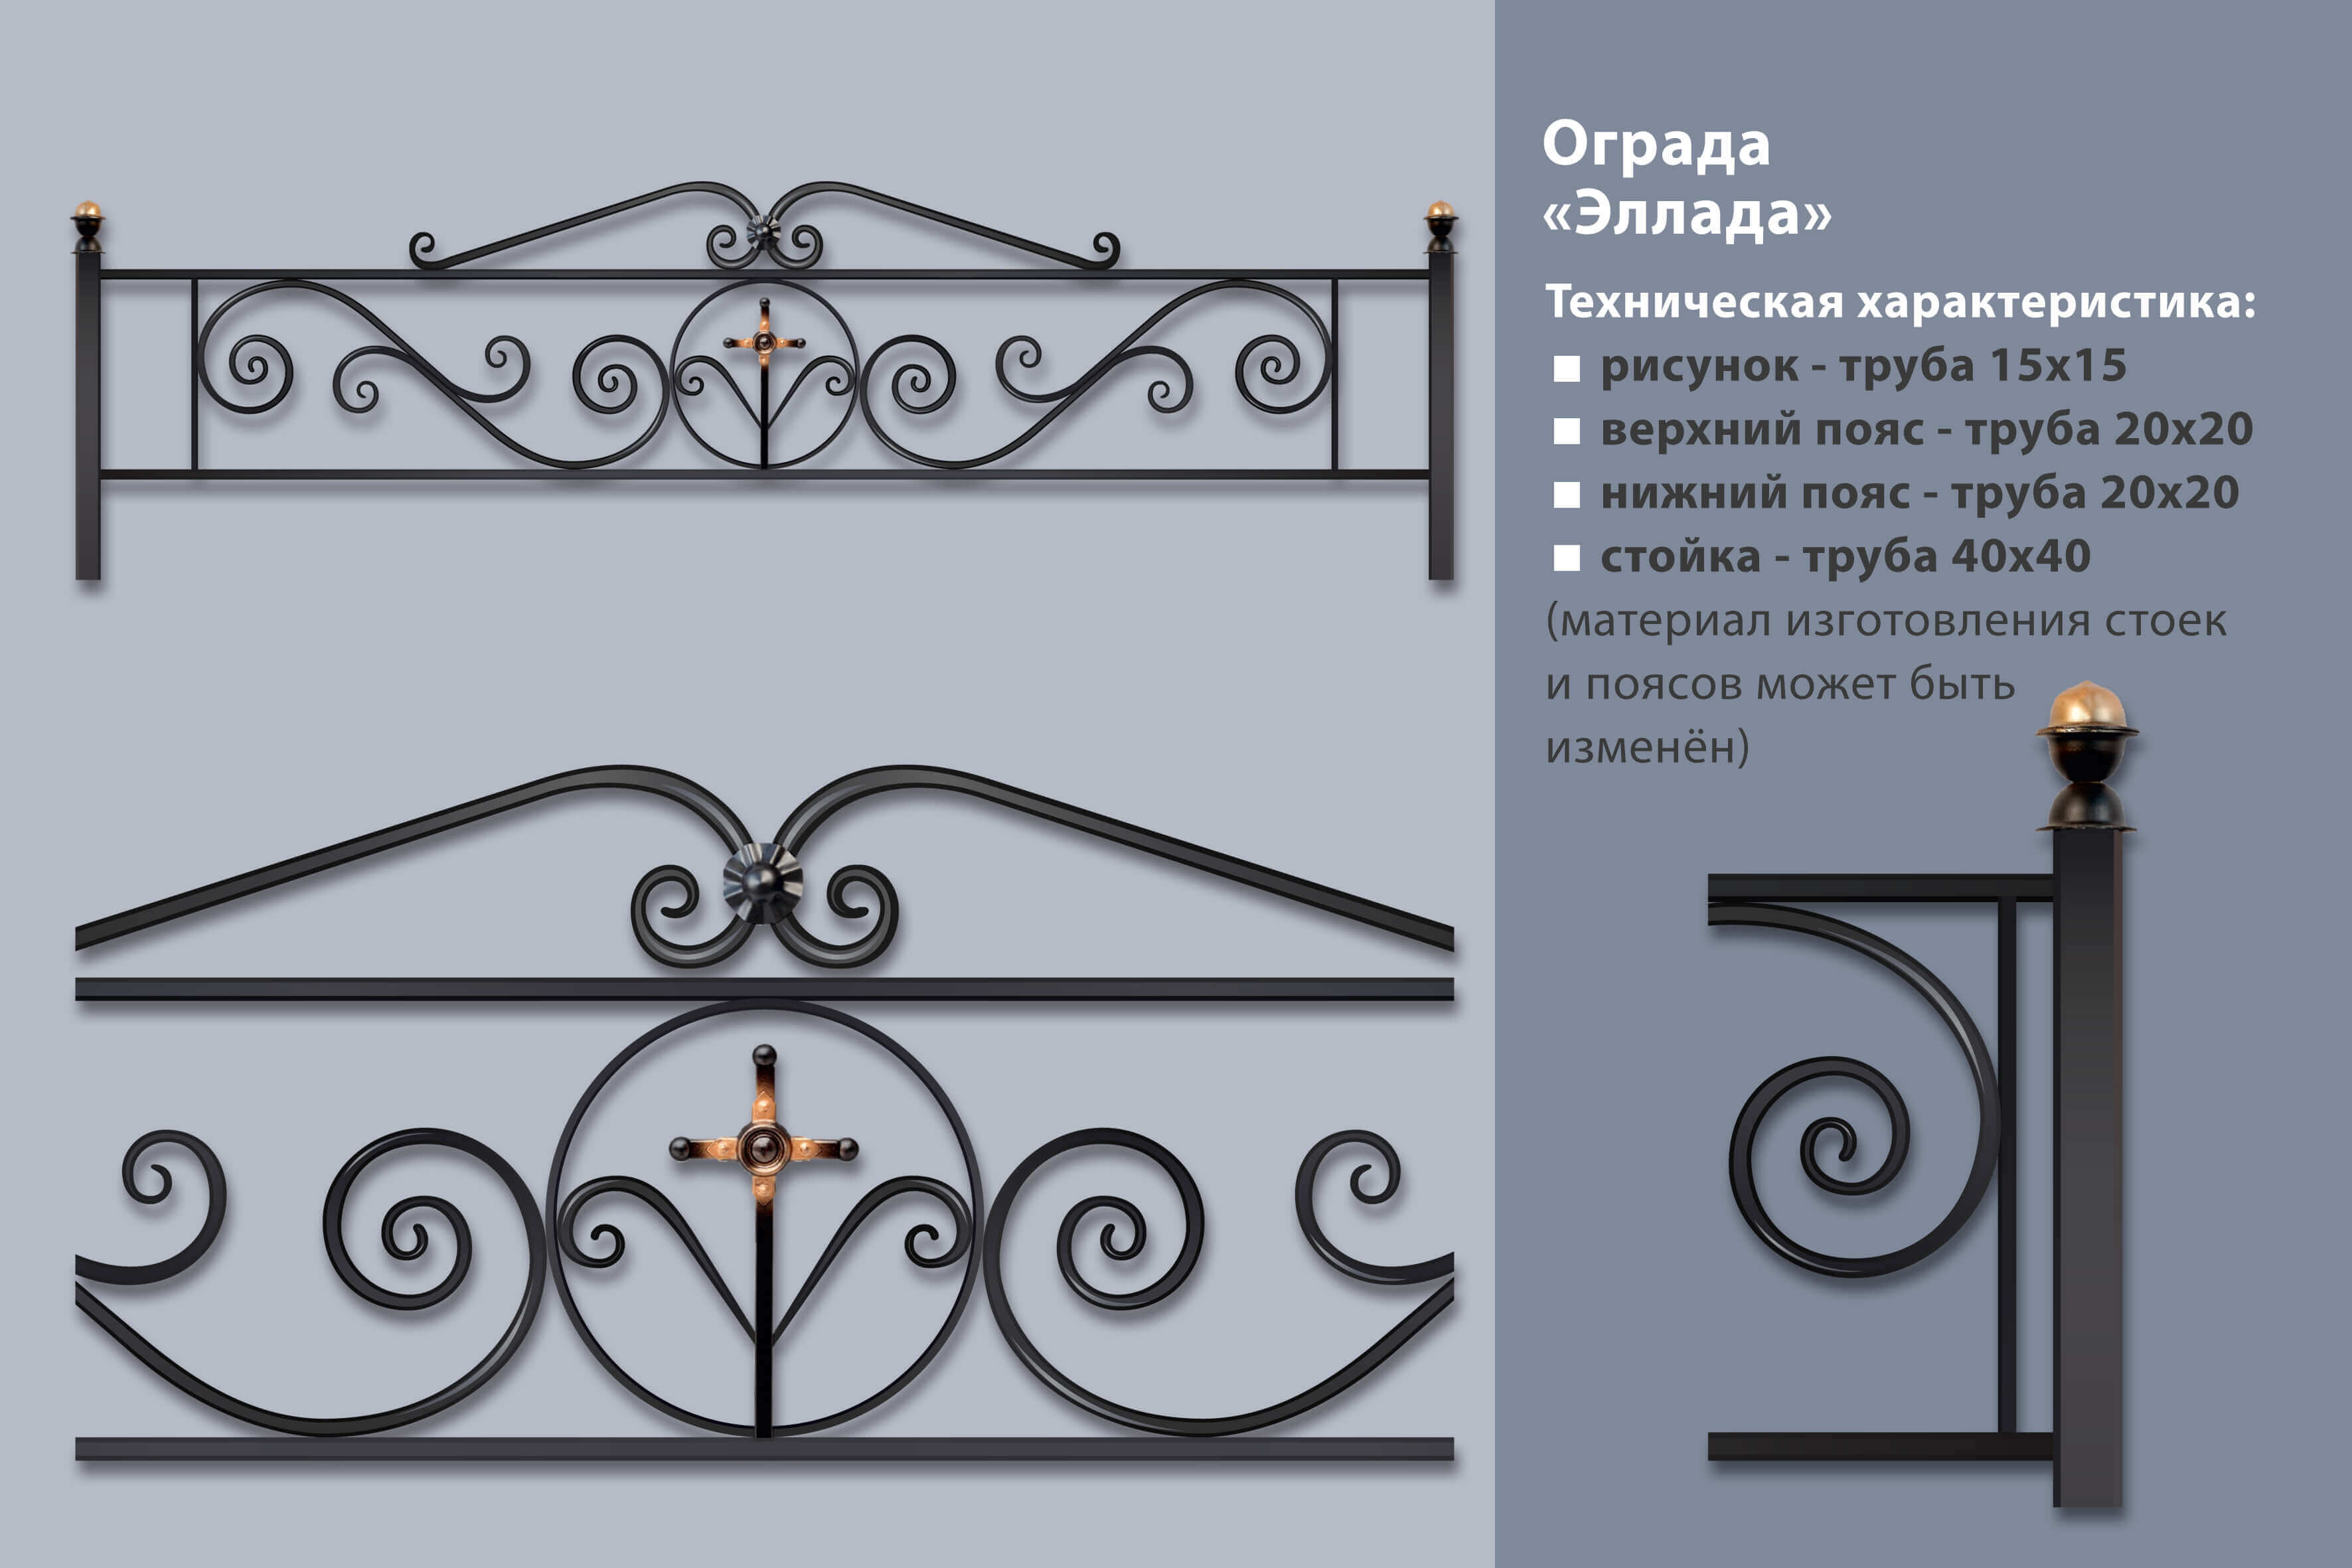 Ограда
«Эллада»
Техническая характеристика:
рисунок - труба 15х15
верхний пояс - труба 20х20
нижний пояс - труба 20х20
стойка - труба 40х40
(материал изготовления стоек
и поясов может быть
изменён)